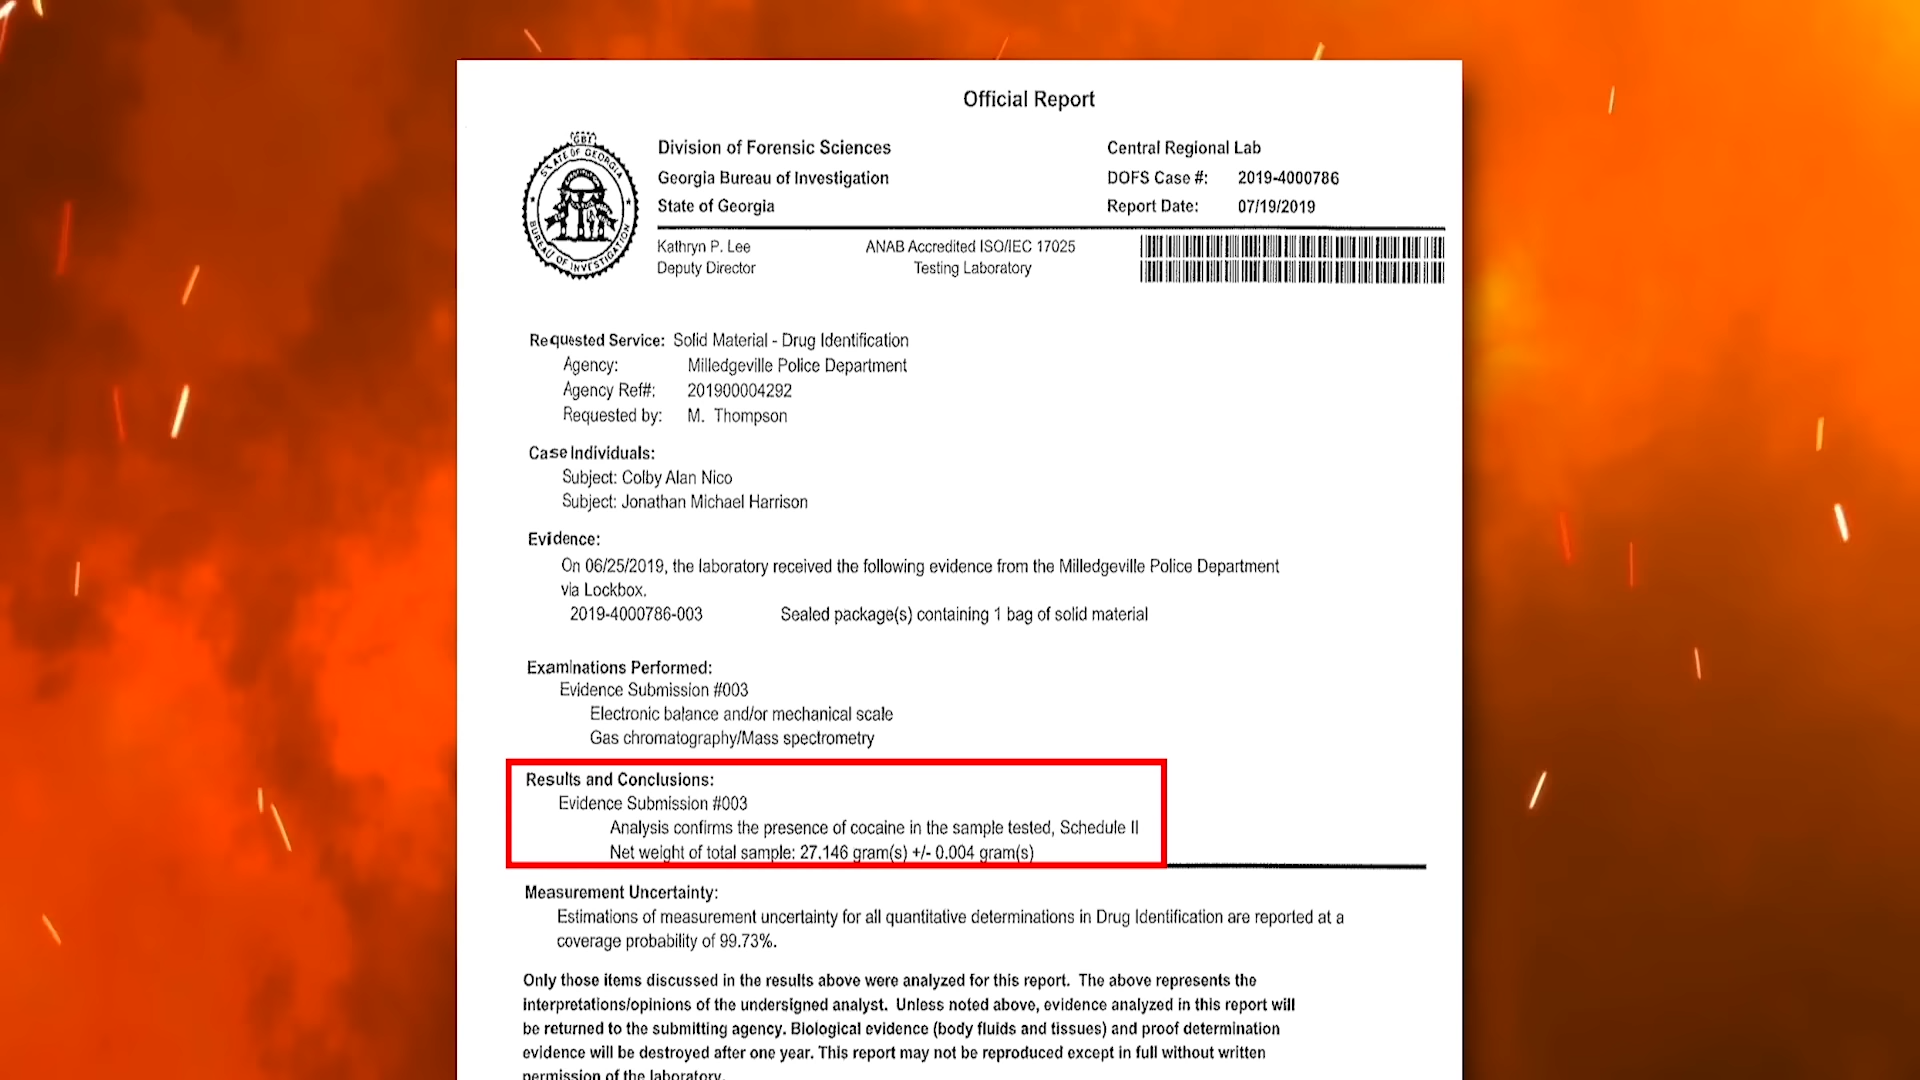 Official Report
Division of Forensic Sciences
Georgia Bureau of Investigation
State of Georgia
Central Regional Lab
DOFS Case #: 2019-4000786
Report Date: 07/19/2019
GBI
STATE OF GEORGIA
BUREAU OF INVESTIGATION
Kathryn P. Lee
Deputy Director
ANAB Accredited ISO/IEC 17025
Testing Laboratory
Requested Service: Solid Material - Drug Identification
Agency: Milledgeville Police Department
Agency Ref#: 201900004292
Requested by: M. Thompson
Case Individuals:
Subject: Colby Alan Nico
Subject: Jonathan Michael Harrison
Evidence:
On 06/25/2019, the laboratory received the following evidence from the Milledgeville Police Department
via Lockbox.
2019-4000786-003 Sealed package(s) containing 1 bag of solid material
Examinations Performed:
Evidence Submission #003
Electronic balance and/or mechanical scale
Gas chromatography/Mass spectrometry
Results and Conclusions:
Evidence Submission #003
Analysis confirms the presence of cocaine in the sample tested, Schedule II
Net weight of total sample: 27.146 gram(s) +/- 0.004 gram(s)
Measurement Uncertainty:
Estimations of measurement uncertainty for all quantitative determinations in Drug Identification are reported at a
coverage probability of 99.73%.
Only those items discussed in the results above were analyzed for this report. The above represents the
interpretations/opinions of the undersigned analyst. Unless noted above, evidence analyzed in this report will
be returned to the submitting agency. Biological evidence (body fluids and tissues) and proof determination
evidence will be destroyed after one year. This report may not be reproduced except in full without written
permission of the laboratory.